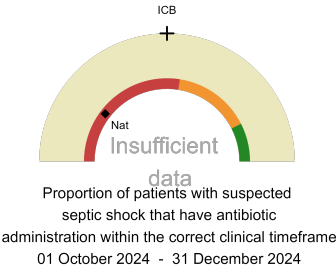 ICB
Nat
Insufficient
data
Proportion of patients with suspected
septic shock that have antibiotic
administration within the correct clinical timeframe
01 October 2024 - 31 December 2024